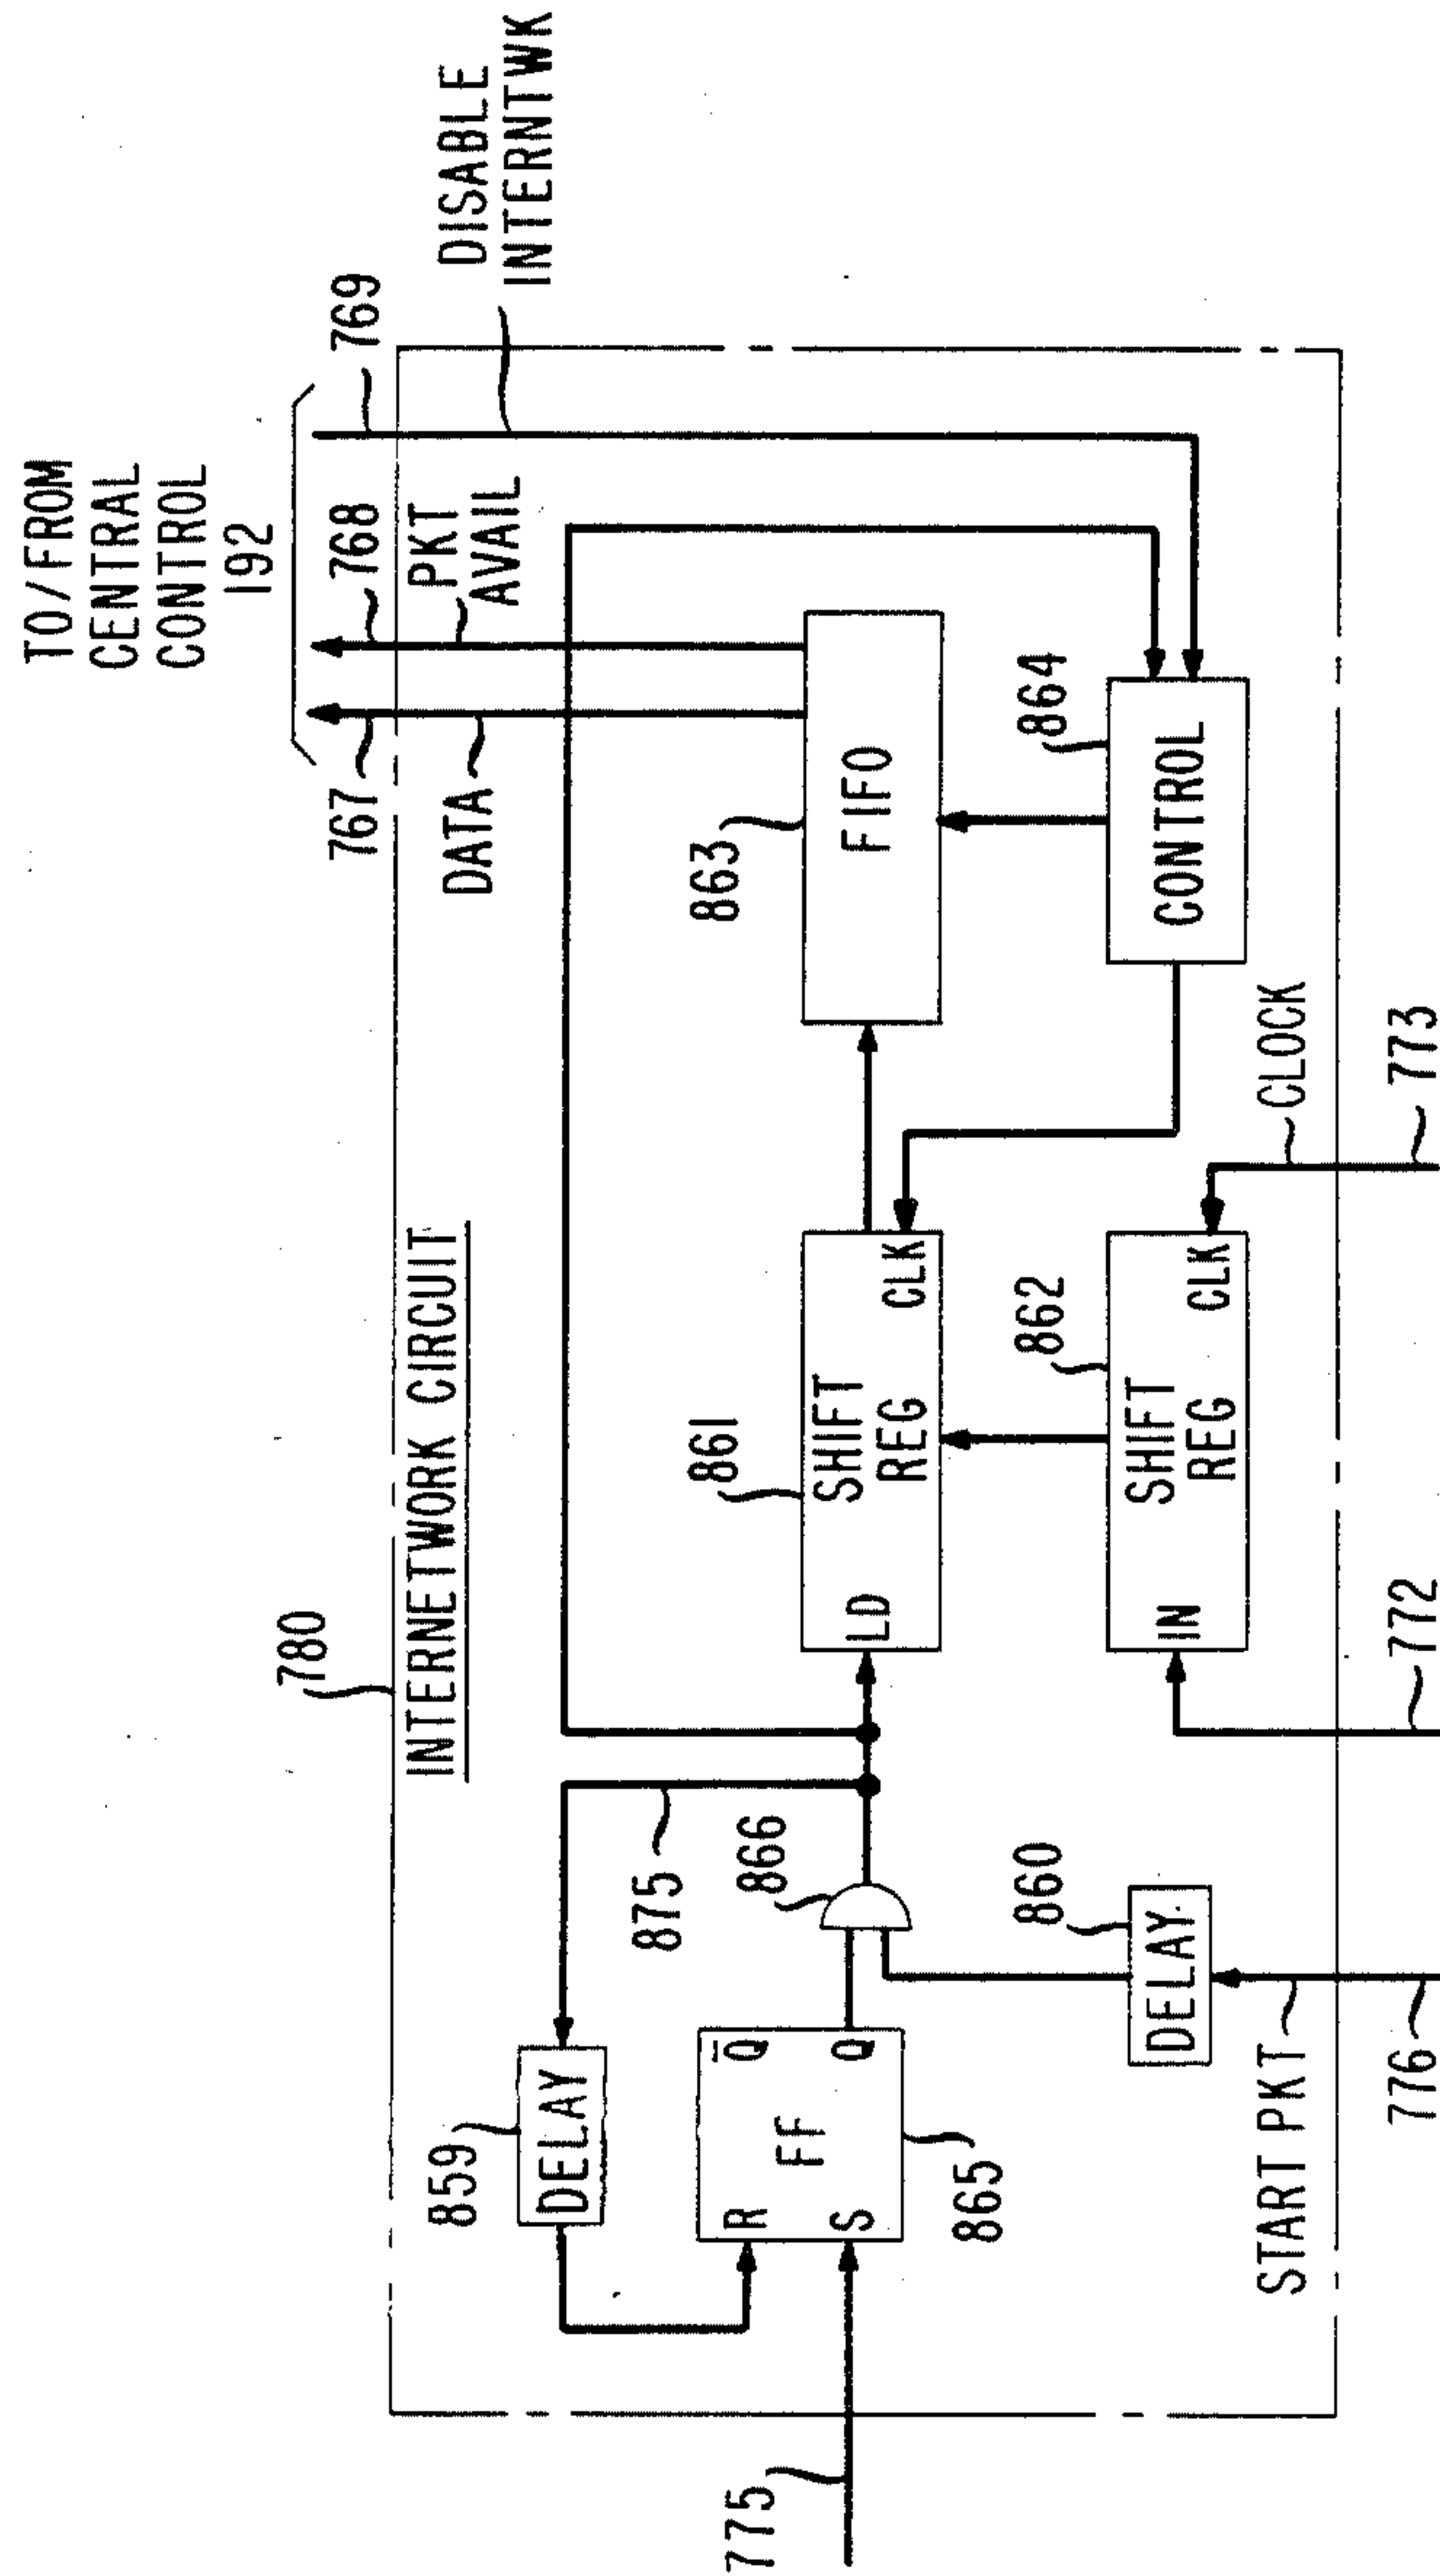 TO/FROM
CENTRAL
CONTROL
192
767
768
769
DATA
PKT
AVAIL
DISABLE
INTERNTWK
780
INTERNETWORK CIRCUIT
859
DELAY
875
866
861
SHIFT
REG
LD
CLK
863
FIFO
775
R
S
FF
Q̅
Q
865
860
DELAY
862
SHIFT
REG
IN
CLK
864
CONTROL
START PKT
CLOCK
776
772
773